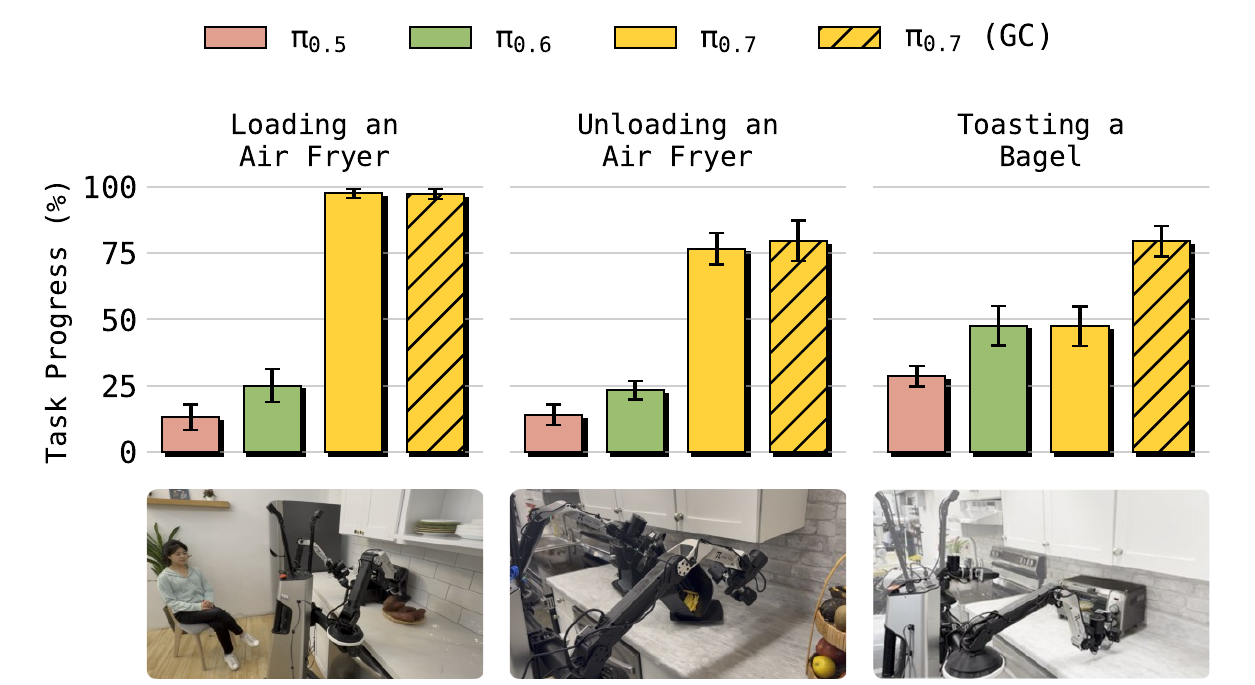 π0.5 π0.6 π0.7 π0.7 (GC)
Loading an
Air Fryer
Unloading an
Air Fryer
Toasting a
Bagel
Task Progress (%)
100
75
50
25
0
π